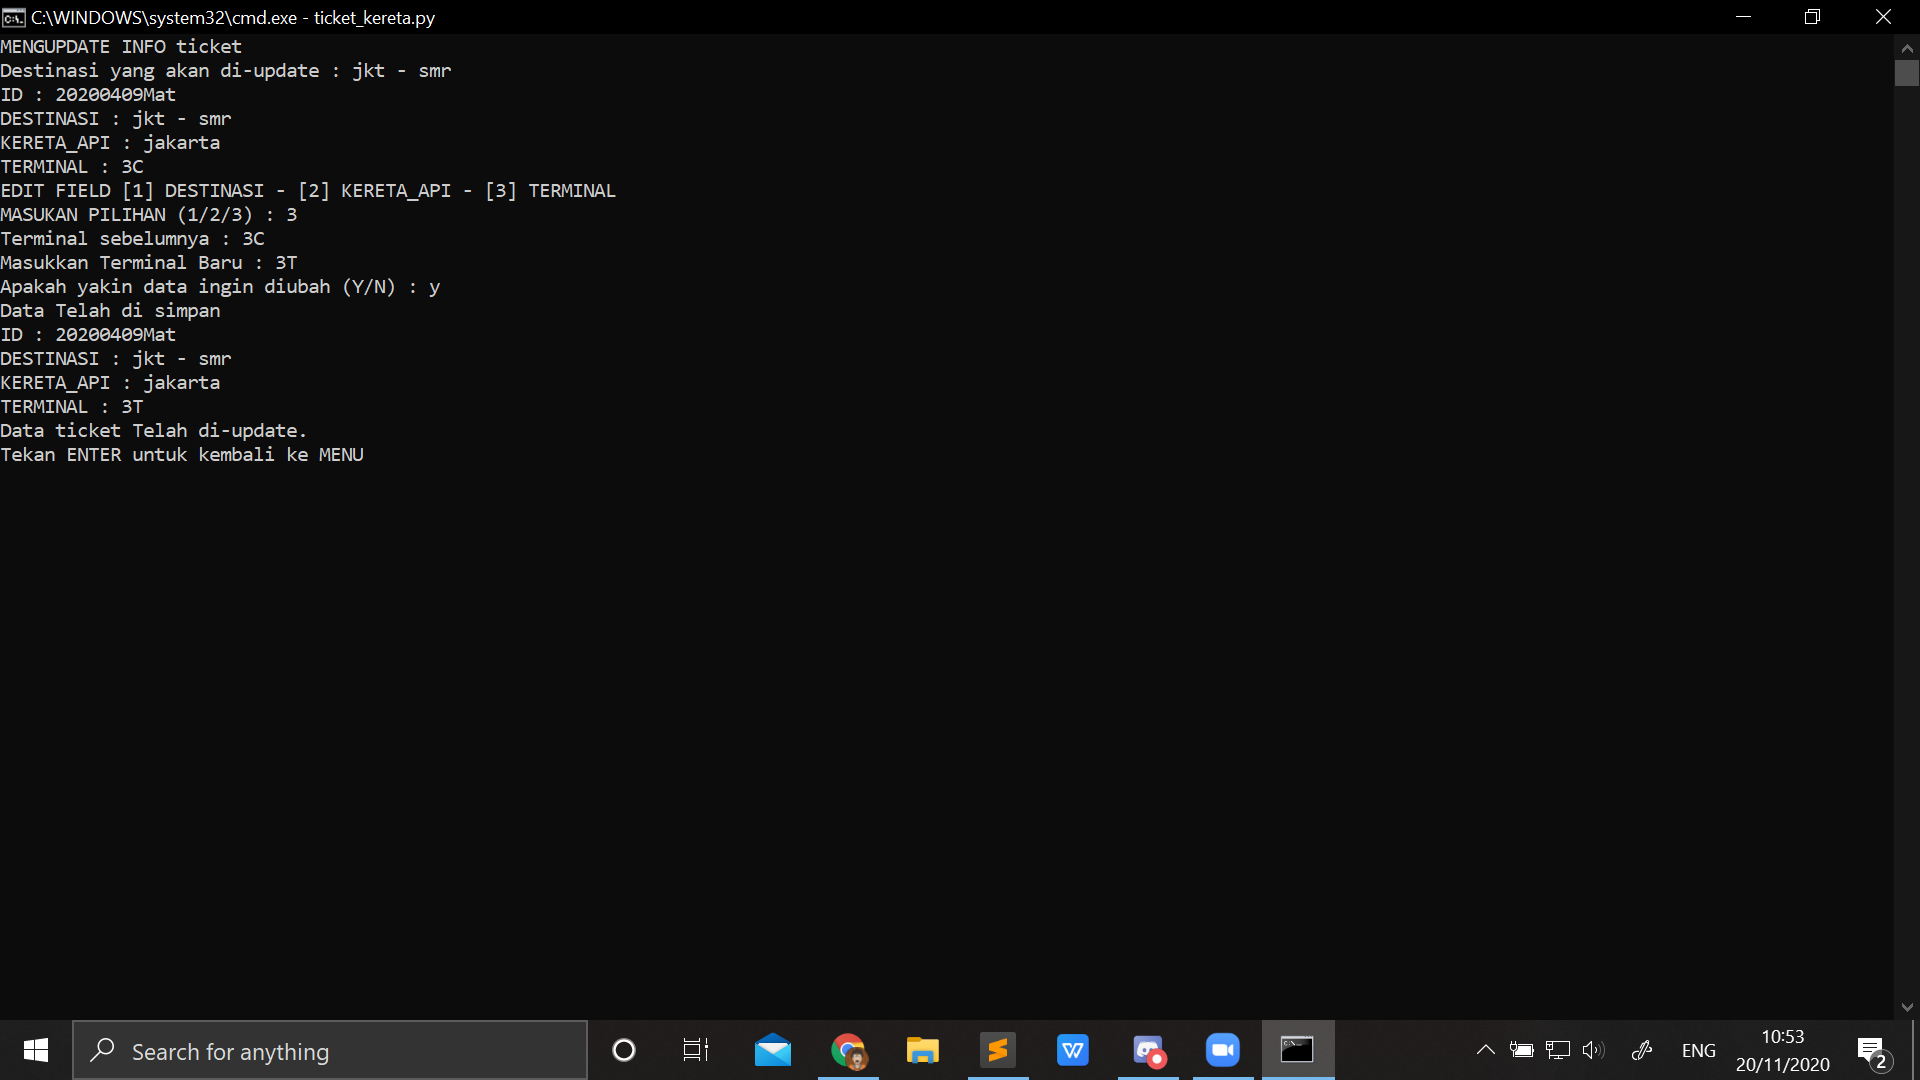 C:\WINDOWS\system32\cmd.exe - ticket_kereta.py
MENGUPDATE INFO ticket
Destinasi yang akan di-update : jkt - smr
ID : 20200409Mat
DESTINASI : jkt - smr
KERETA_API : jakarta
TERMINAL : 3C
EDIT FIELD [1] DESTINASI - [2] KERETA_API - [3] TERMINAL
MASUKAN PILIHAN (1/2/3) : 3
Terminal sebelumnya : 3C
Masukkan Terminal Baru : 3T
Apakah yakin data ingin diubah (Y/N) : y
Data Telah di simpan
ID : 20200409Mat
DESTINASI : jkt - smr
KERETA_API : jakarta
TERMINAL : 3T
Data ticket Telah di-update.
Tekan ENTER untuk kembali ke MENU
Search for anything
ENG
10:53
20/11/2020
2